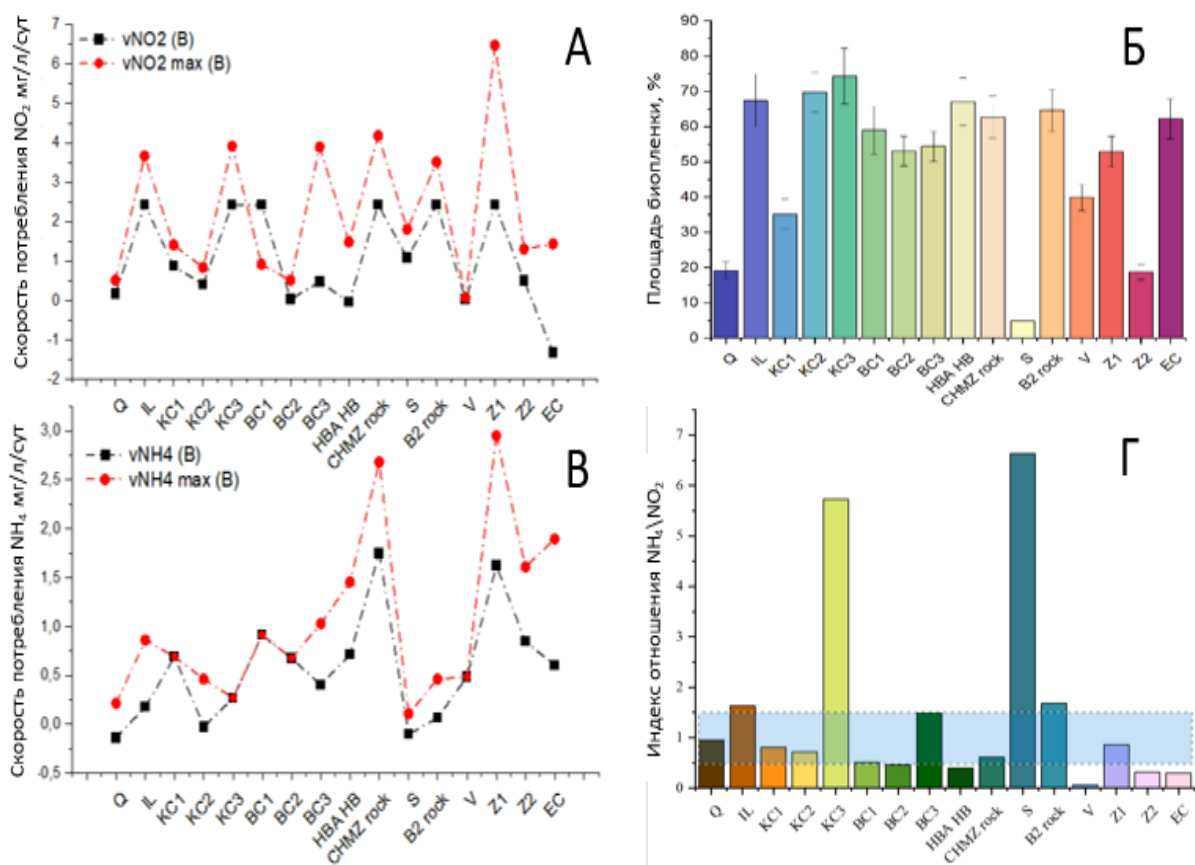 А
vNO2 (B)
vNO2 max (B)
Скорость потребления NO₂ мг/л/сут
7
6
5
4
3
2
1
0
-1
-2
Q
IL
KC1
KC2
KC3
BC1
BC2
BC3
HBA HB
CHMZ rock
S
B2 rock
V
Z1
Z2
EC
Б
Площадь биопленки, %
90
80
70
60
50
40
30
20
10
0
Q
IL
KC1
KC2
KC3
BC1
BC2
BC3
HBA HB
CHMZ rock
S
B2 rock
V
Z1
Z2
EC
В
vNH4 (B)
vNH4 max (B)
Скорость потребления NH₄ мг/л/сут
3,0
2,5
2,0
1,5
1,0
0,5
0,0
-0,5
Q
IL
KC1
KC2
KC3
BC1
BC2
BC3
HBA HB
CHMZ rock
S
B2 rock
V
Z1
Z2
EC
Г
Индекс отношения NH₄\NO₂
7
6
5
4
3
2
1
0
Q
IL
KC1
KC2
KC3
BC1
BC2
BC3
HBA HB
CHMZ rock
S
B2 rock
V
Z1
Z2
EC